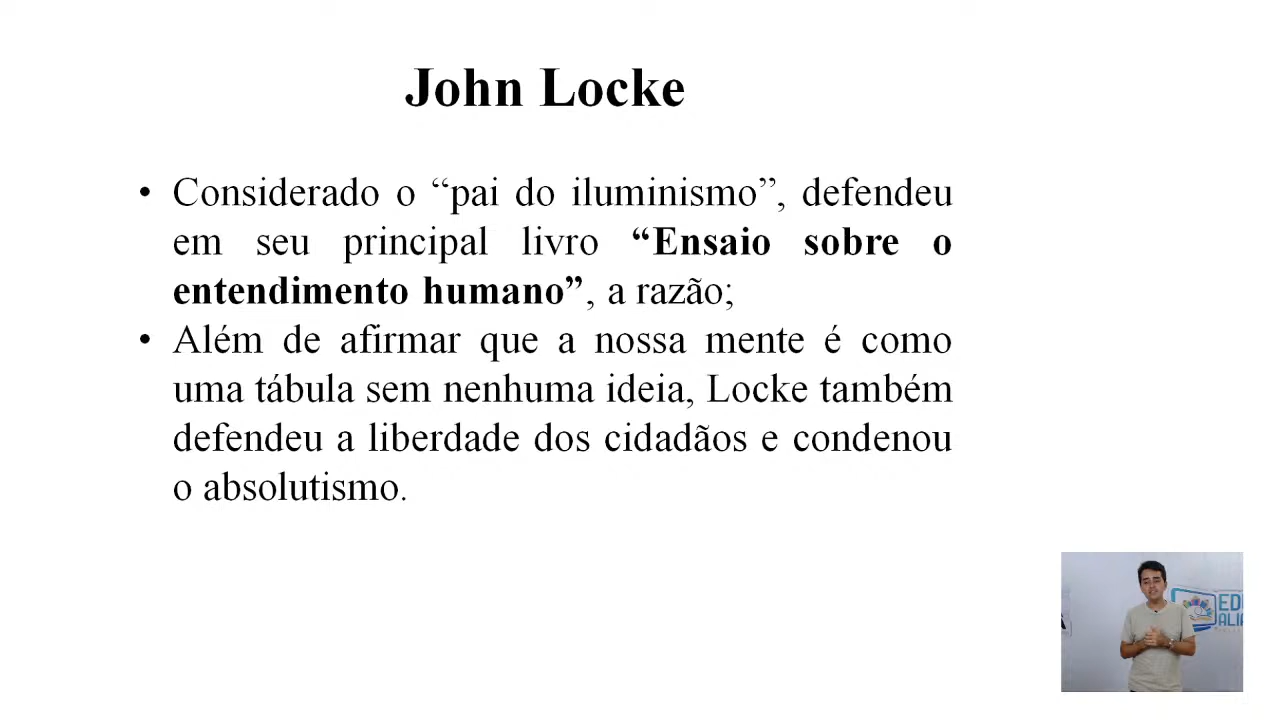 John Locke
• Considerado o “pai do iluminismo”, defendeu
em seu principal livro “Ensaio sobre o
entendimento humano”, a razão;
• Além de afirmar que a nossa mente é como
uma tábula sem nenhuma ideia, Locke também
defendeu a liberdade dos cidadãos e condenou
o absolutismo.